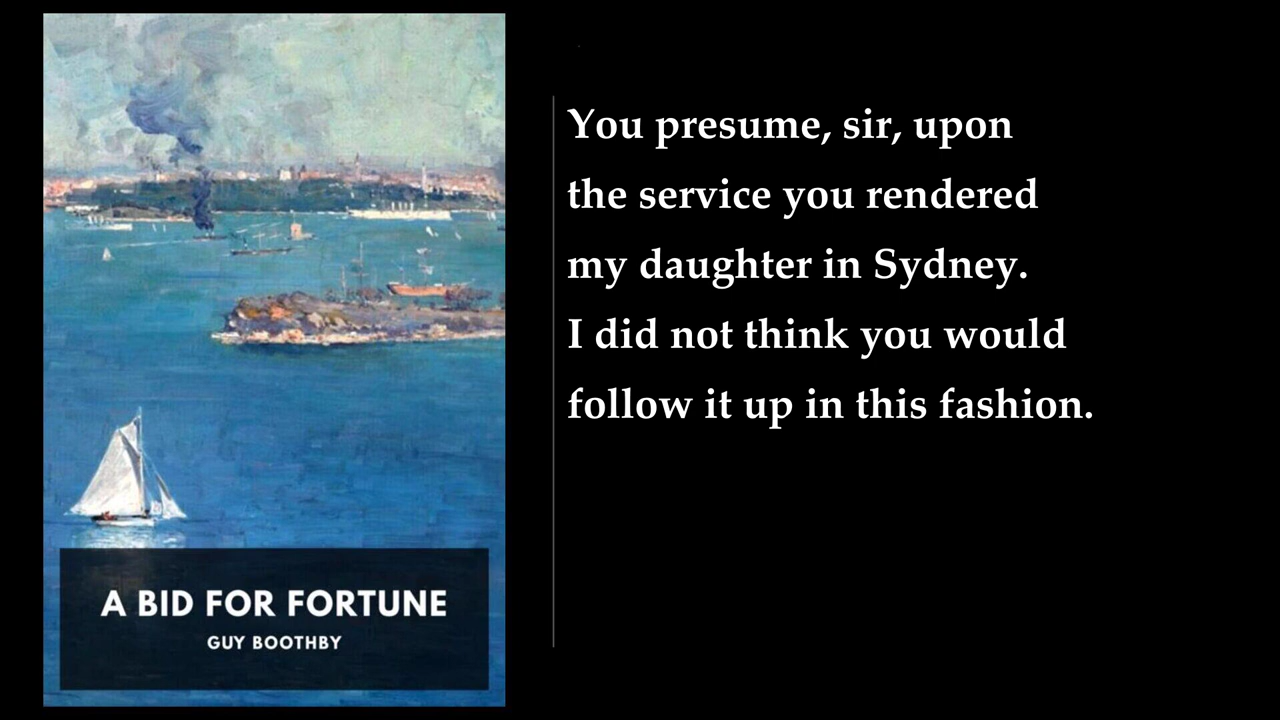 You presume, sir, upon
the service you rendered
my daughter in Sydney.
I did not think you would
follow it up in this fashion.
A BID FOR FORTUNE
GUY BOOTHBY